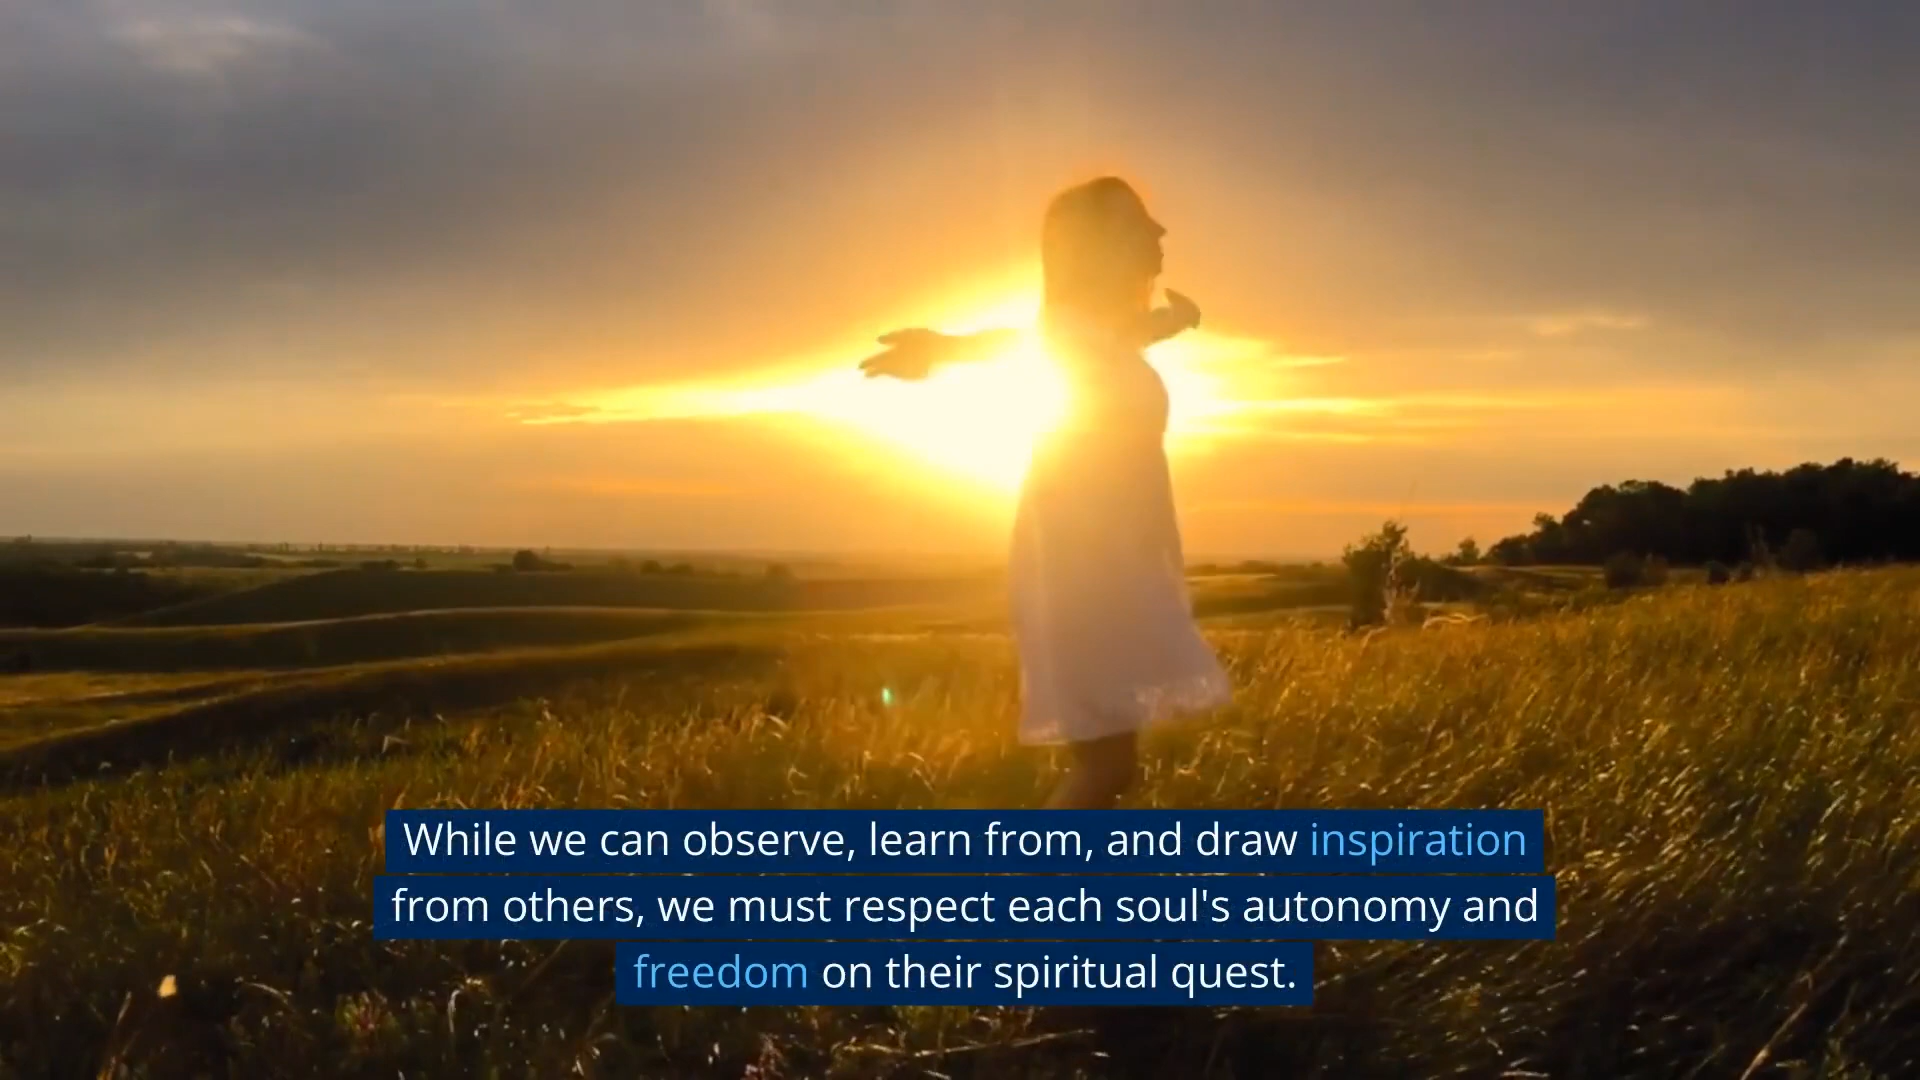 While we can observe, learn from, and draw inspiration
from others, we must respect each soul's autonomy and
freedom on their spiritual quest.